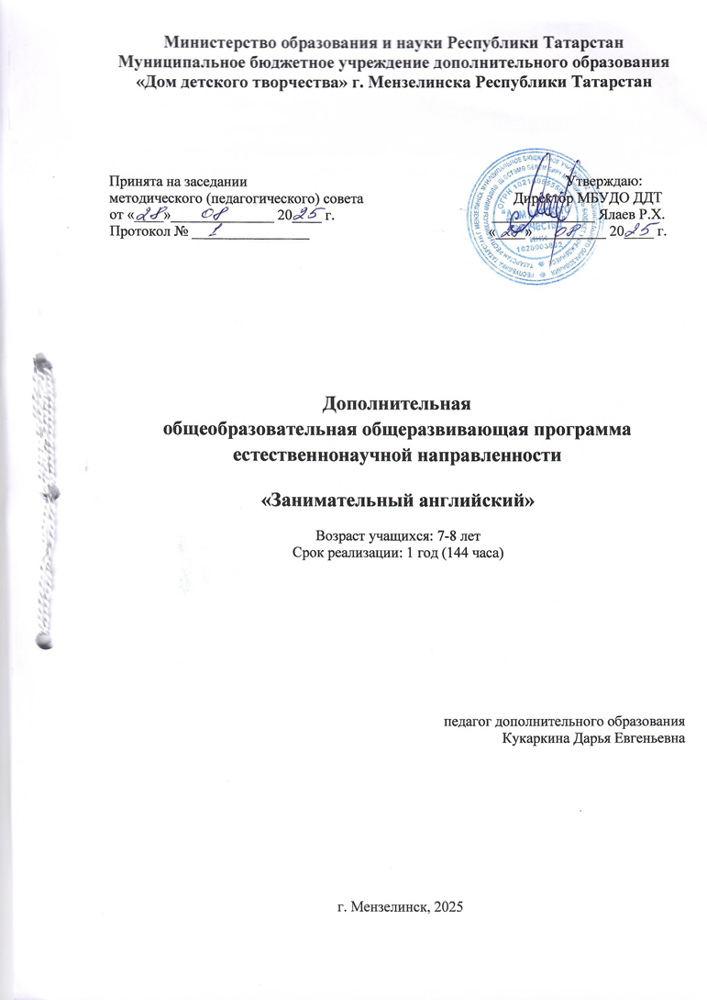 Министерство образования и науки Республики Татарстан
Муниципальное бюджетное учреждение дополнительного образования
«Дом детского творчества» г. Мензелинска Республики Татарстан
Принята на заседании
методического (педагогического) совета
от «28» 08 2025 г.
Протокол № 1
Утверждаю:
Директор МБУДО ДДТ
Ялаев Р.Х.
«28» 08 2025 г.
Дополнительная
общеобразовательная общеразвивающая программа
естественнонаучной направленности
«Занимательный английский»
Возраст учащихся: 7-8 лет
Срок реализации: 1 год (144 часа)
педагог дополнительного образования
Кукаркина Дарья Евгеньевна
г. Мензелинск, 2025